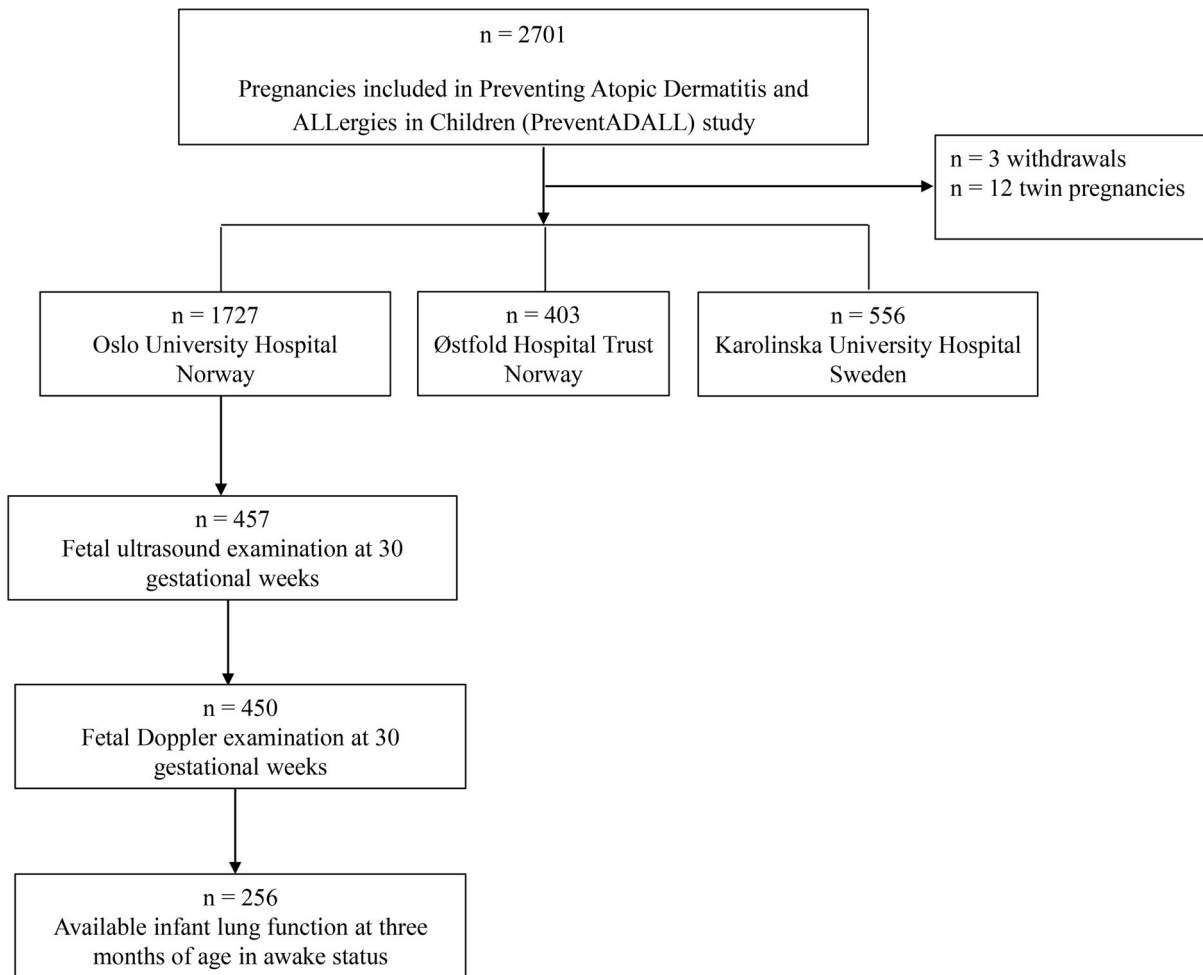 n = 2701
Pregnancies included in Preventing Atopic Dermatitis and
ALLergies in Children (PreventADALL) study
n = 3 withdrawals
n = 12 twin pregnancies
n = 1727
Oslo University Hospital
Norway
n = 403
Østfold Hospital Trust
Norway
n = 556
Karolinska University Hospital
Sweden
n = 457
Fetal ultrasound examination at 30
gestational weeks
n = 450
Fetal Doppler examination at 30
gestational weeks
n = 256
Available infant lung function at three
months of age in awake status